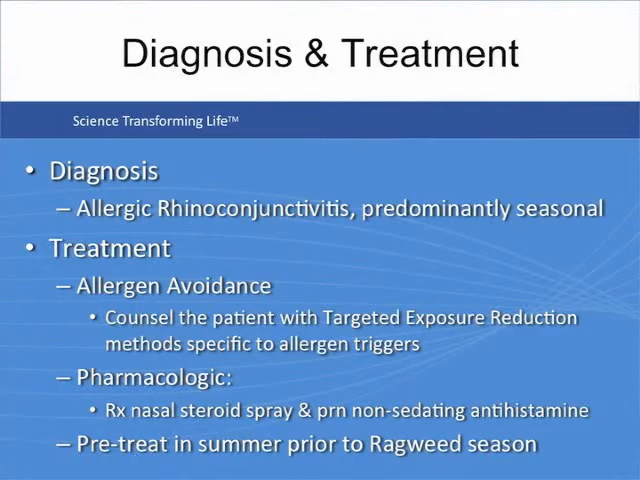 Diagnosis & Treatment
Science Transforming Life™
• Diagnosis
– Allergic Rhinoconjunctivitis, predominantly seasonal
• Treatment
– Allergen Avoidance
• Counsel the patient with Targeted Exposure Reduction
methods specific to allergen triggers
– Pharmacologic:
• Rx nasal steroid spray & prn non-sedating antihistamine
– Pre-treat in summer prior to Ragweed season